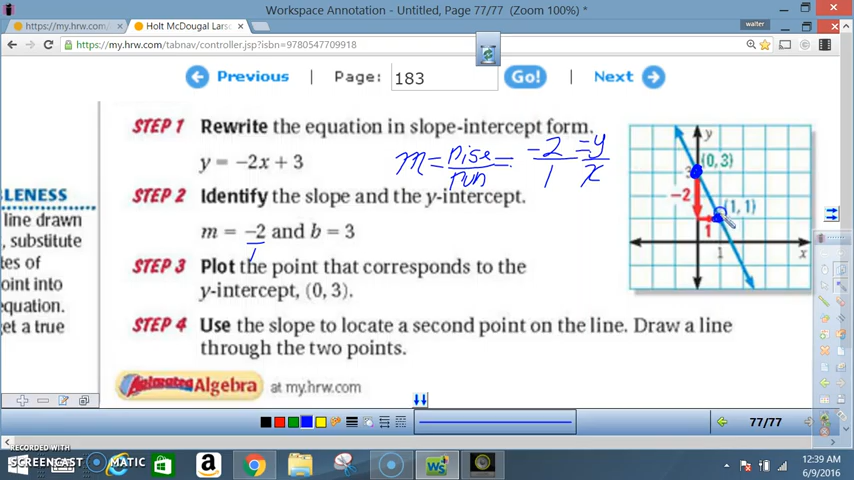 Workspace Annotation - Untitled, Page 77/77 (Zoom 100%) *
walter
https://my.hrw.com/
Holt McDougal Lars
https://my.hrw.com/tabnav/controller.jsp?isbn=9780547709918
Previous | Page: 183 Go! | Next
STEP 1 Rewrite the equation in slope-intercept form.
y = −2x + 3
m = rise/run = -2/1 = y/x
STEP 2 Identify the slope and the y-intercept.
m = −2 and b = 3
1
STEP 3 Plot the point that corresponds to the
y-intercept, (0, 3).
STEP 4 Use the slope to locate a second point on the line. Draw a line
through the two points.
Animated Algebra at my.hrw.com
LENESS
line drawn
, substitute
tes of
oint into
equation.
et a true
y
3
(0, 3)
−2
(1, 1)
1
1
x
77/77
RECORDED WITH
SCREENCAST MATIC
12:39 AM
6/9/2016